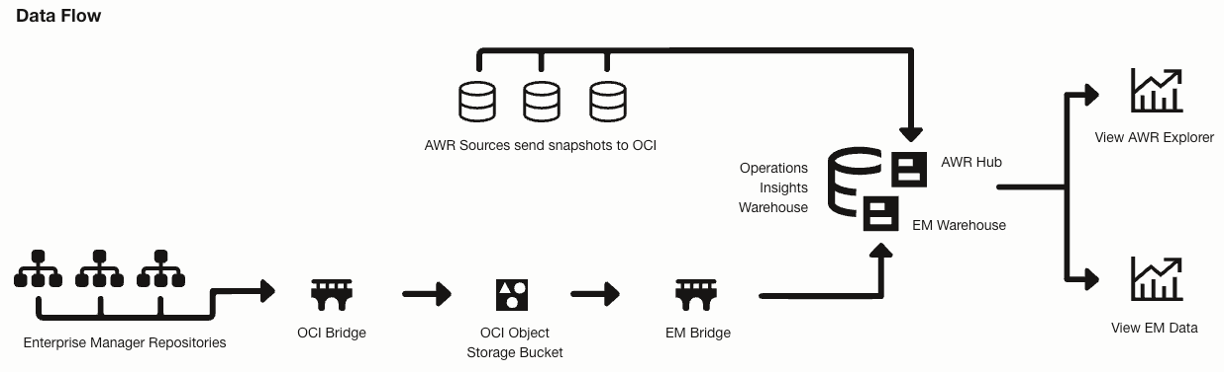 Data Flow
AWR Sources send snapshots to OCI
View AWR Explorer
Operations
Insights
Warehouse
AWR Hub
EM Warehouse
Enterprise Manager Repositories
OCI Bridge
OCI Object
Storage Bucket
EM Bridge
View EM Data